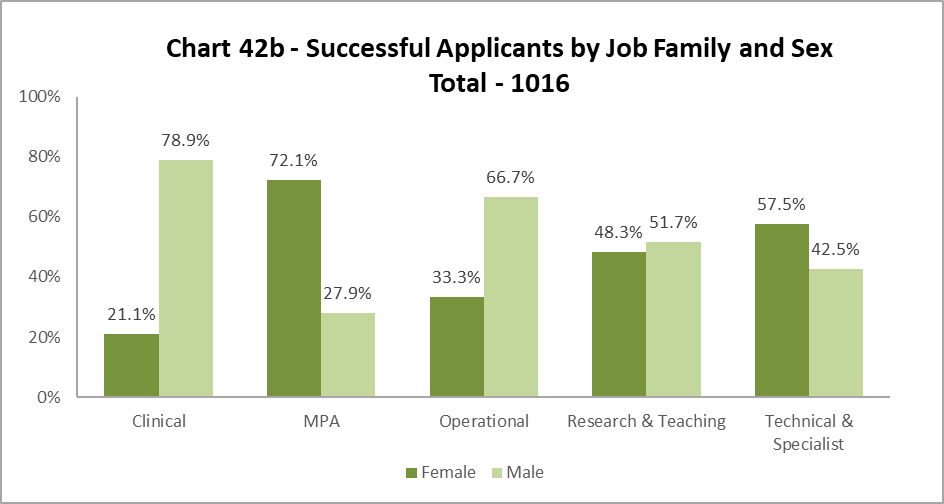 Chart 42b - Successful Applicants by Job Family and Sex
Total - 1016
100%
80%
60%
40%
20%
0%
21.1%
78.9%
72.1%
27.9%
33.3%
66.7%
48.3%
51.7%
57.5%
42.5%
Clinical
MPA
Operational
Research & Teaching
Technical &
Specialist
Female
Male